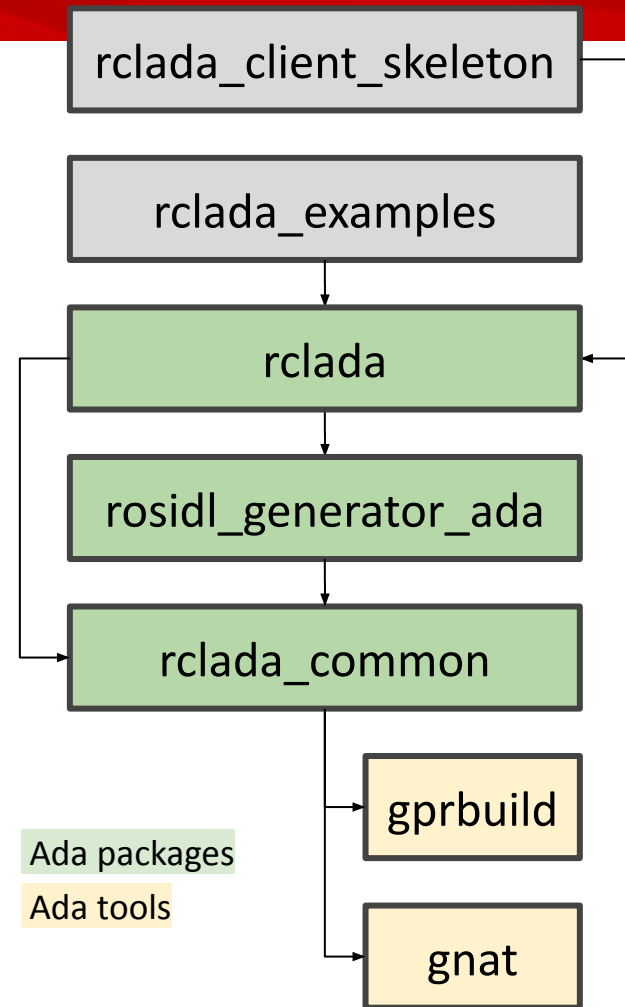 rclada_client_skeleton
rclada_examples
rclada
rosidl_generator_ada
rclada_common
gprbuild
Ada packages
Ada tools
gnat